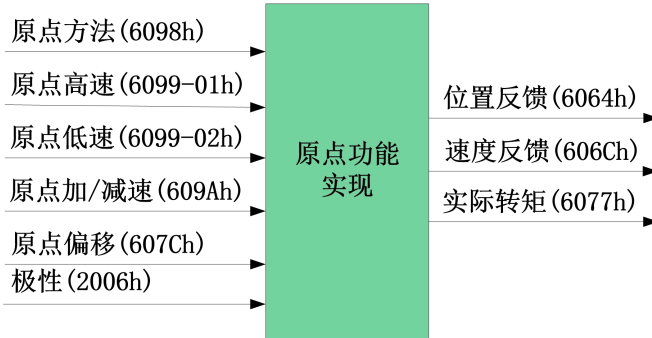 原点方法(6098h)
原点高速(6099-01h)
原点低速(6099-02h)
原点加/减速(609Ah)
原点偏移(607Ch)
极性(2006h)
原点功能
实现
位置反馈(6064h)
速度反馈(606Ch)
实际转矩(6077h)